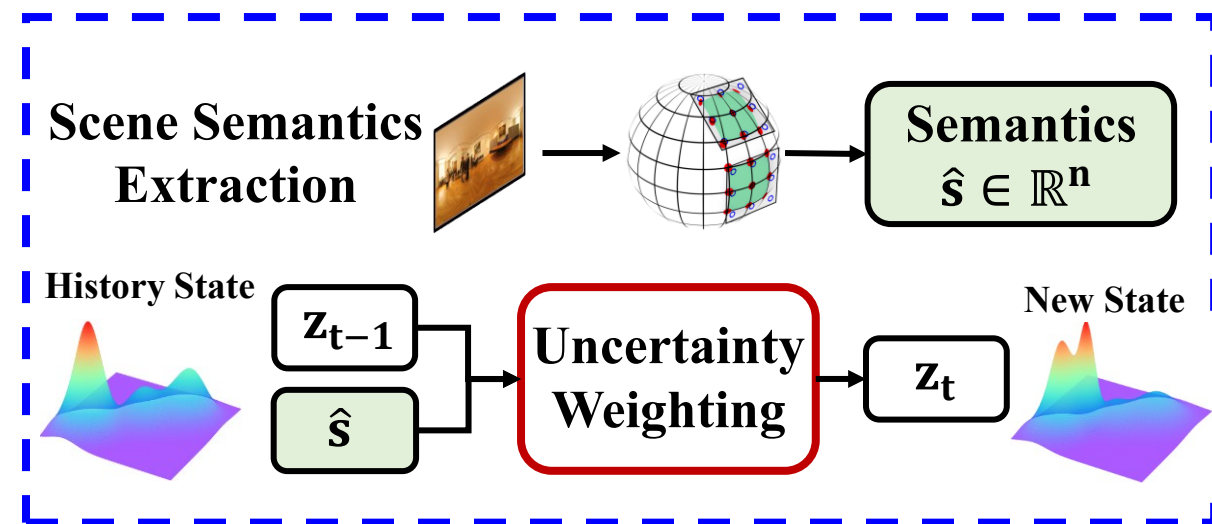 Scene Semantics
Extraction
Semantics
ŝ ∈ ℝⁿ
History State
z_{t−1}
ŝ
Uncertainty
Weighting
z_t
New State